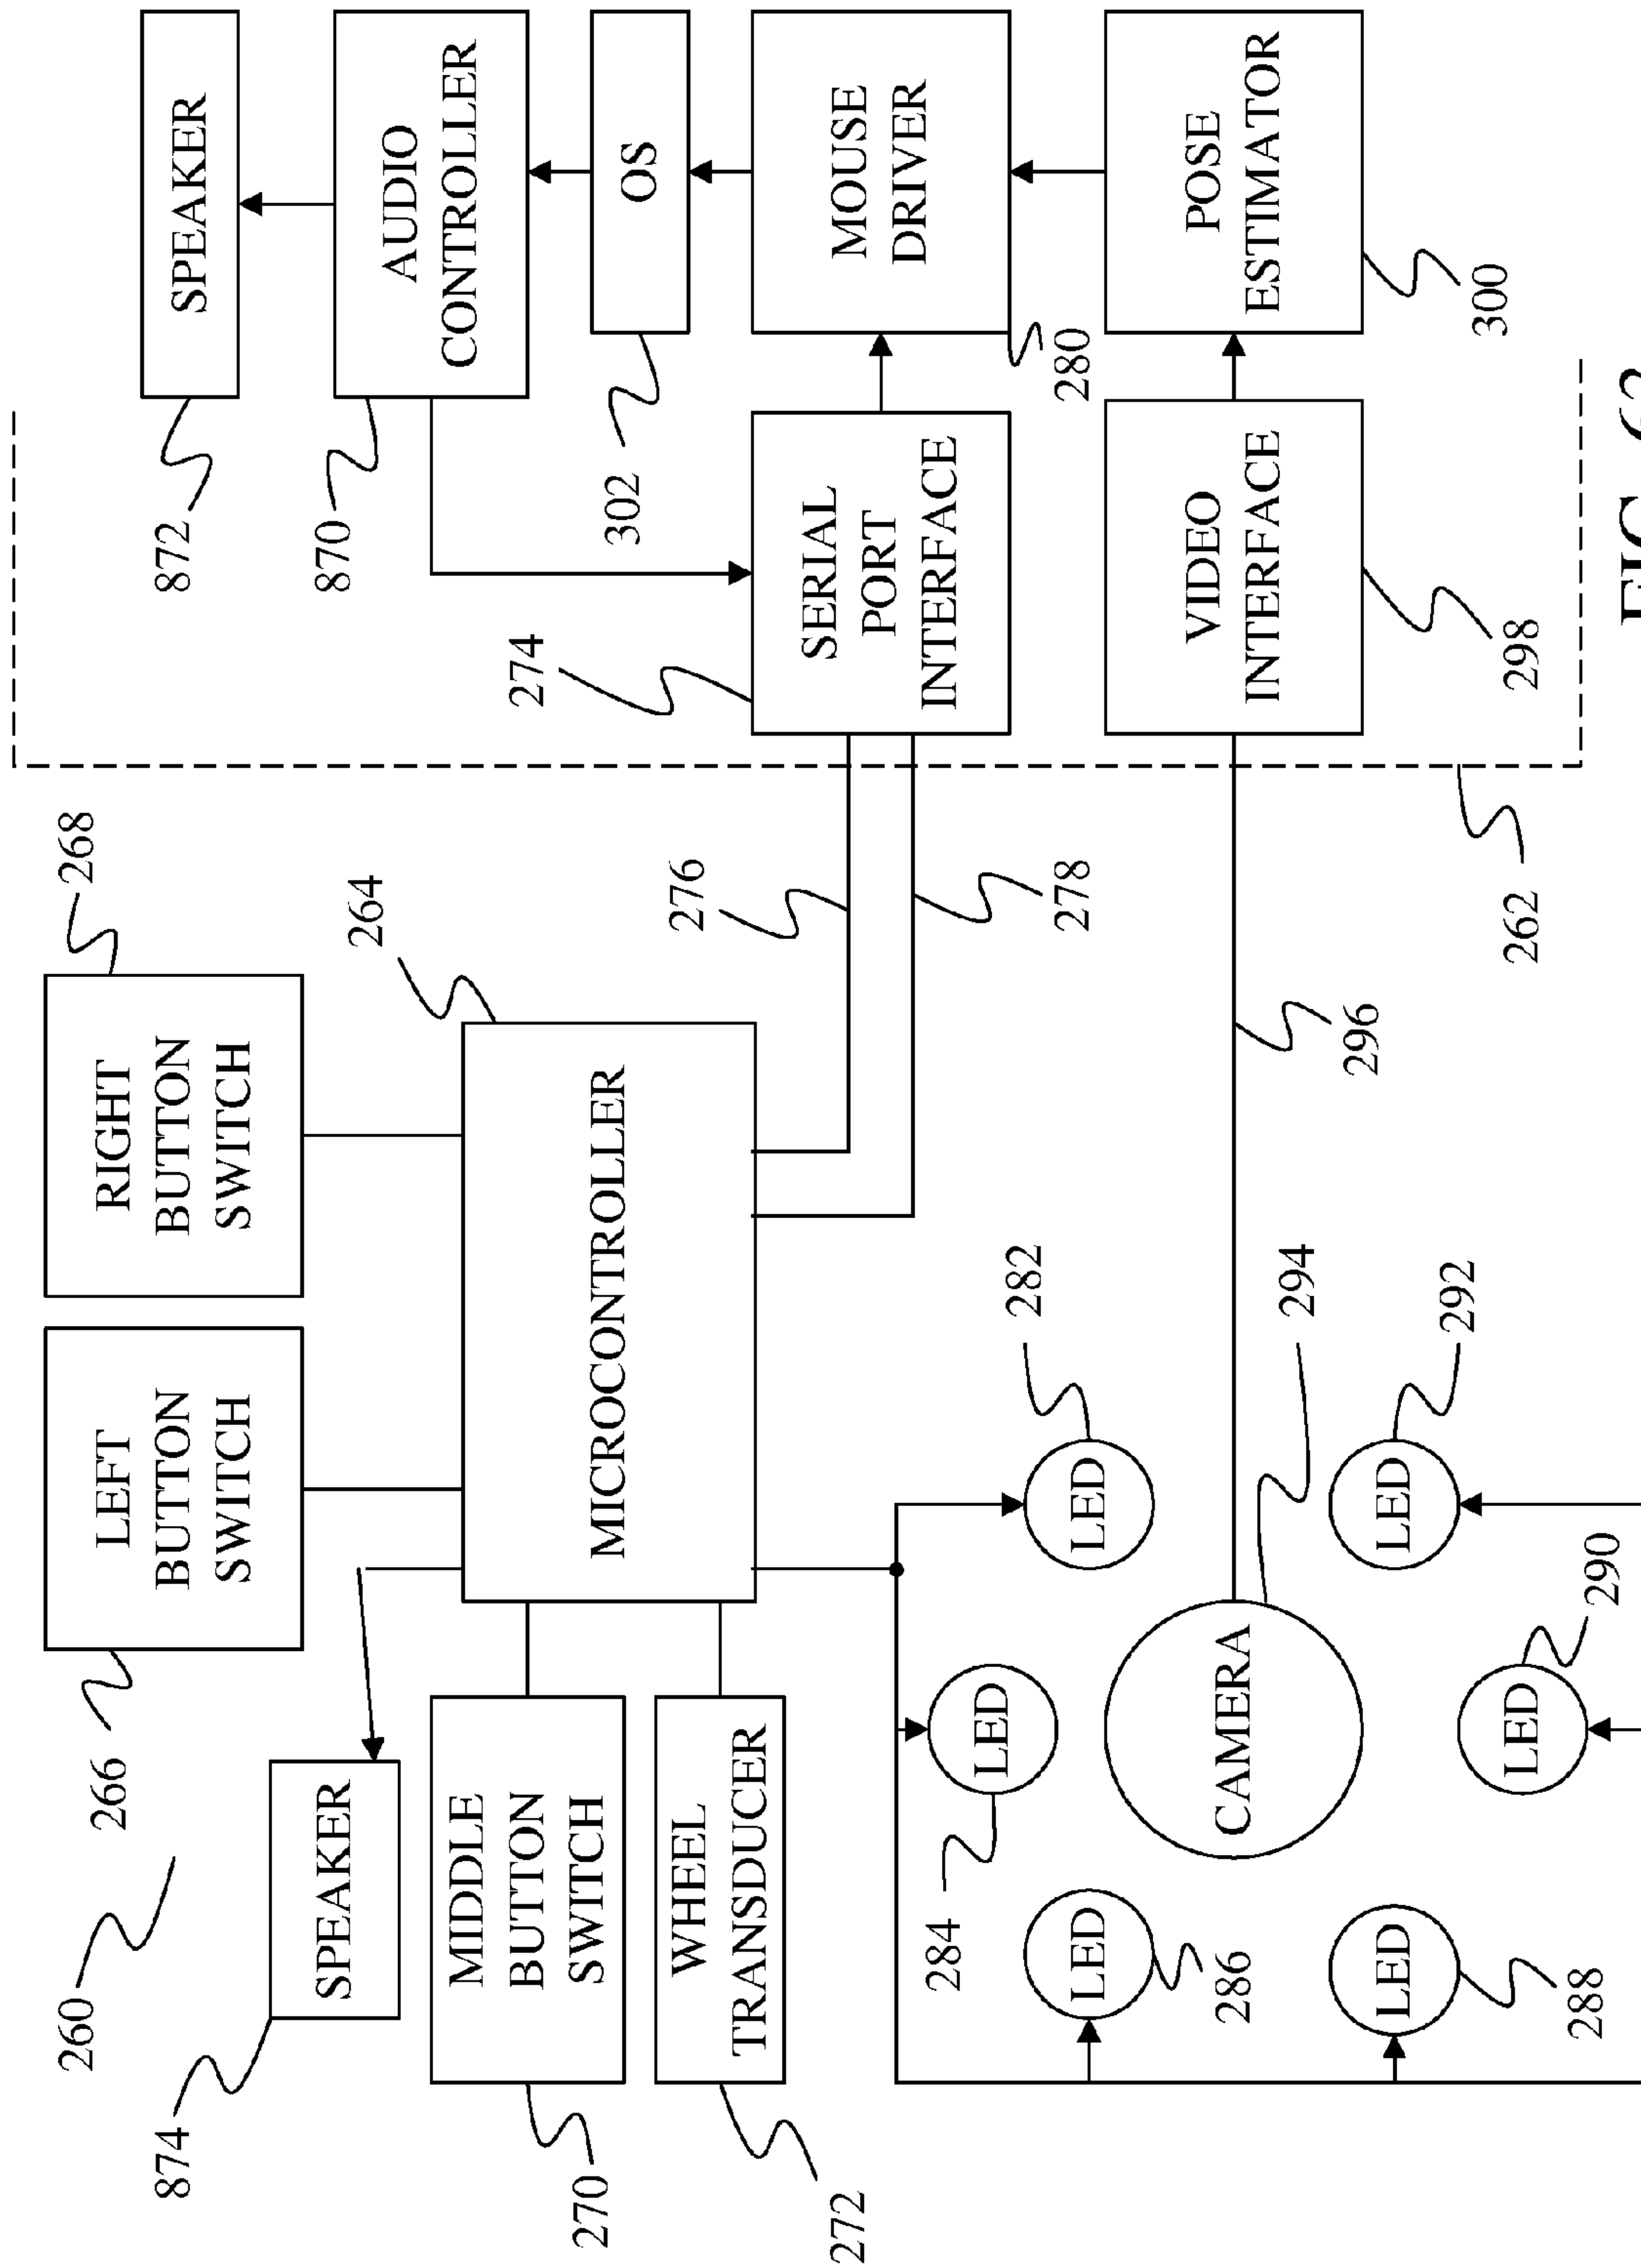 260
874
SPEAKER
266
LEFT
BUTTON
SWITCH
RIGHT
BUTTON
SWITCH
268
872
SPEAKER
870
AUDIO
CONTROLLER
264
MICROCONTROLLER
270
MIDDLE
BUTTON
SWITCH
272
WHEEL
TRANSDUCER
302
OS
274
SERIAL
PORT
INTERFACE
276
278
MOUSE
DRIVER
280
282
LED
284
LED
286
LED
288
LED
290
LED
292
LED
294
CAMERA
296
262
VIDEO
INTERFACE
298
POSE
ESTIMATOR
300